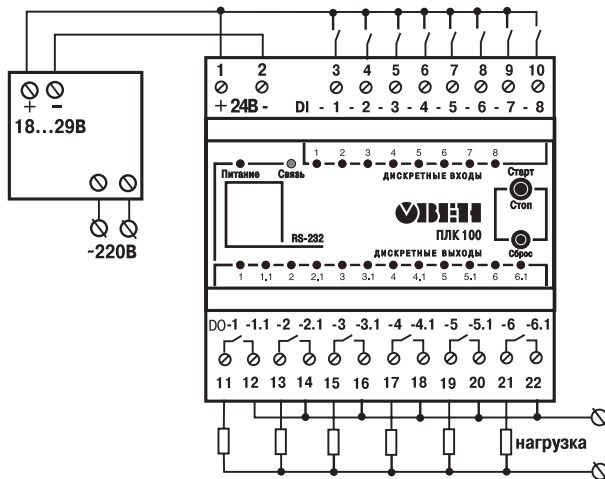 1 2 3 4 5 6 7 8 9 10
+ 24В - DI - 1 - 2 - 3 - 4 - 5 - 6 - 7 - 8
+ -
18...29В
~220В
1 2 3 4 5 6 7 8
Питание Связь ДИСКРЕТНЫЕ ВХОДЫ Старт
Стоп
ОВЕН
ПЛК 100
RS-232
ДИСКРЕТНЫЕ ВЫХОДЫ Сброс
1 1.1 2 2.1 3 3.1 4 4.1 5 5.1 6 6.1
DO-1 -1.1 -2 -2.1 -3 -3.1 -4 -4.1 -5 -5.1 -6 -6.1
11 12 13 14 15 16 17 18 19 20 21 22
нагрузка